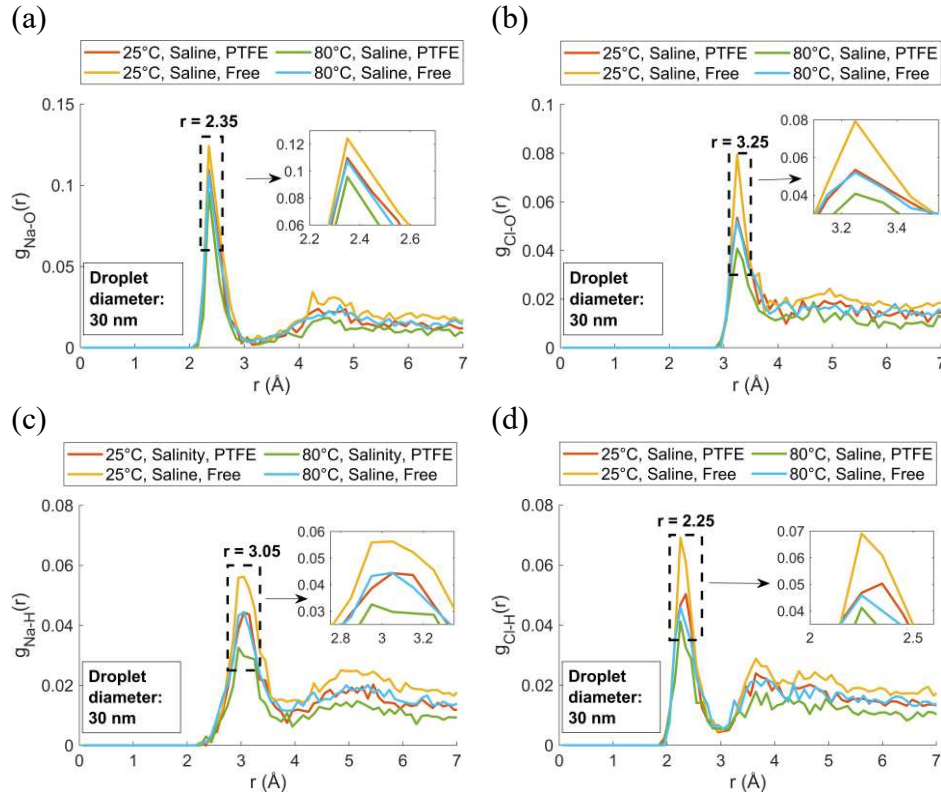 (a)
25°C, Saline, PTFE 80°C, Saline, PTFE
25°C, Saline, Free 80°C, Saline, Free
0.15
0.1
0.05
0
g Na-O (r)
r = 2.35
0.12
0.1
0.08
0.06
2.2 2.4 2.6
Droplet
diameter:
30 nm
0 1 2 3 4 5 6 7
r (Å)
(b)
25°C, Saline, PTFE 80°C, Saline, PTFE
25°C, Saline, Free 80°C, Saline, Free
0.1
0.08
0.06
0.04
0.02
0
g Cl-O (r)
r = 3.25
0.08
0.06
0.04
3.2 3.4
Droplet
diameter:
30 nm
0 1 2 3 4 5 6 7
r (Å)
(c)
25°C, Salinity, PTFE 80°C, Salinity, PTFE
25°C, Saline, Free 80°C, Saline, Free
0.08
0.06
0.04
0.02
0
g Na-H (r)
r = 3.05
0.06
0.05
0.04
0.03
2.8 3 3.2
Droplet
diameter:
30 nm
0 1 2 3 4 5 6 7
r (Å)
(d)
25°C, Saline, PTFE 80°C, Saline, PTFE
25°C, Saline, Free 80°C, Saline, Free
0.08
0.06
0.04
0.02
0
g Cl-H (r)
r = 2.25
0.07
0.06
0.05
0.04
2 2.5
Droplet
diameter:
30 nm
0 1 2 3 4 5 6 7
r (Å)